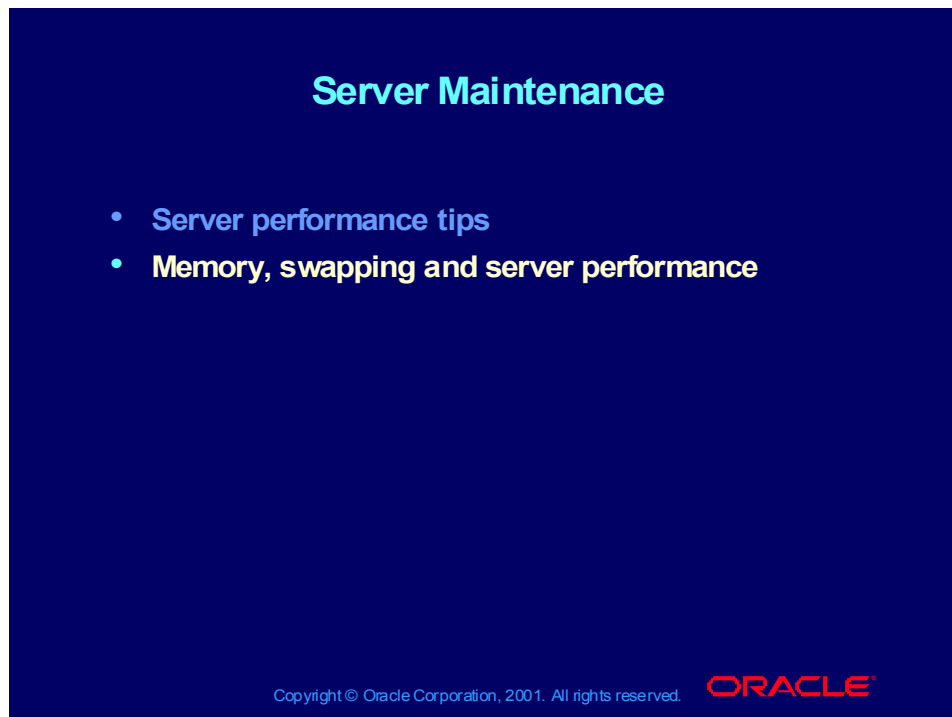 Server Maintenance
• Server performance tips
• Memory, swapping and server performance
Copyright © Oracle Corporation, 2001. All rights reserved.
ORACLE®